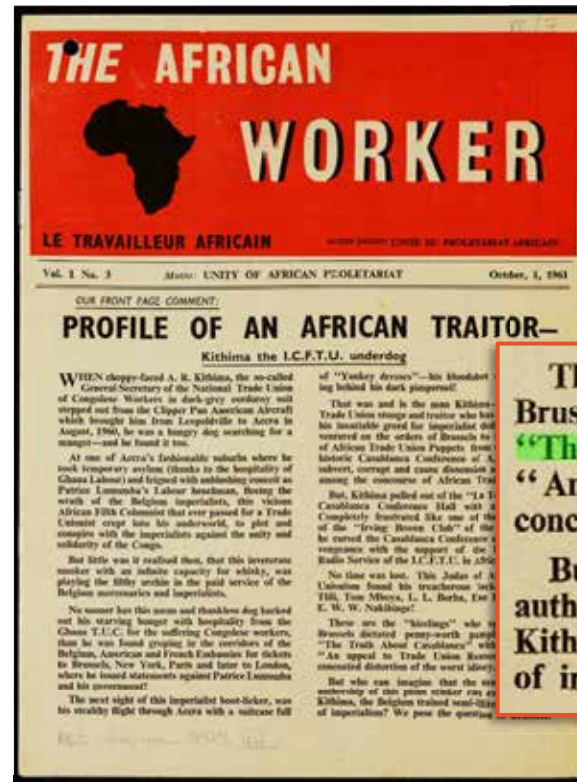 THE AFRICAN
WORKER
LE TRAVAILLEUR AFRICAIN
Vol. 1 No. 3
Motto: UNITY OF AFRICAN PROLETARIAT
October, 1, 1961
OUR FRONT PAGE COMMENT:
PROFILE OF AN AFRICAN TRAITOR—
Kithima the I.C.F.T.U. underdog
WHEN choppy-faced A. R. Kithima, the so-called
General Secretary of the National Trade Union
of Congolese Workers in dark-grey corduroy suit
stepped out from the Clipper Pan American Aircraft
which brought him from Leopoldville to Accra in
August, 1960, he was a hungry dog searching for a
manger—and he found it too.
At one of Accra's fashionable suburbs where he
took temporary asylum (thanks to the hospitality of
Ghana Labour) and feigned with unblushing conceit as
Patrice Lumumba's Labour henchman, fleeing the
wrath of the Belgium imperialists, this vicious
African Fifth Columnist that ever passed for a Trade
Unionist crept into his underworld, to plot and
conspire with the imperialists against the unity and
solidarity of the Congo.
But little was it realised then, that this inveterate
smoker with an infinite capacity for whisky, was
playing the filthy urchin in the paid service of the
Belgium mercenaries and imperialists.
No sooner has this mean and thankless dog barked
out his starving hunger with hospitality from the
Ghana T.U.C. for the suffering Congolese workers,
than he was found groping in the corridors of the
Belgium, American and French Embassies for tickets
to Brussels, New York, Paris and later to London,
where he issued statements against Patrice Lumumba
and his government!
The next sight of this imperialist boot-licker, was
his stealthy flight through Accra with a suitcase full
of "Yankey dresses"—his bloodshot
ing behind his dark pimpernel!
That was and is the man Kithima—
Trade Union stooge and traitor who
his insatiable greed for imperialist
ventured on the orders of Brussels to
of African Trade Union Puppets from
historic Casablanca Conference of
subvert, corrupt and cause dissension
among the concourse of African
But, Kithima pulled out of the
Casablanca Conference Hall with
Completely frustrated like one of
of the "Irving Brown Club" of the
he cursed the Casablanca Conference
vengeance with the support of the
Radio Service of the I.C.F.T.U. in
No time was lost. This Judas of
Unionism found his treacherous
Tlili, Tom Mboya, L. L. Borha,
E. W. W. Nakibinge!
These are the "hirelings" who
Brussels dictated penny-worth
"The Truth About Casablanca"
"An appeal to Trade Union
concocted distortion of the worst idiocy.
But who can imagine that the
authorship of this
Kithima, the Belgium trained
of imperialism? We pose the question
Brus
"Th
"An
conc
Bu
auth
Kith
of i